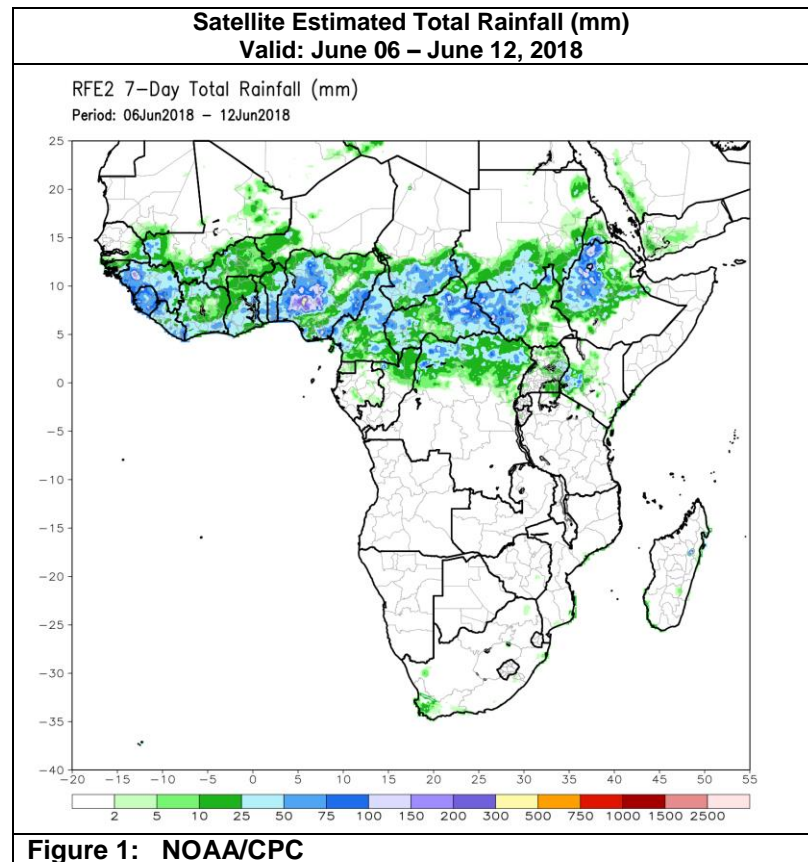 Satellite Estimated Total Rainfall (mm)
Valid: June 06 – June 12, 2018
RFE2 7-Day Total Rainfall (mm)
Period: 06Jun2018 – 12Jun2018
25
20
15
10
5
0
-5
-10
-15
-20
-25
-30
-35
-40
-20 -15 -10 -5 0 5 10 15 20 25 30 35 40 45 50 55
2 5 10 25 50 75 100 150 200 300 500 750 1000 1500 2500
Figure 1: NOAA/CPC